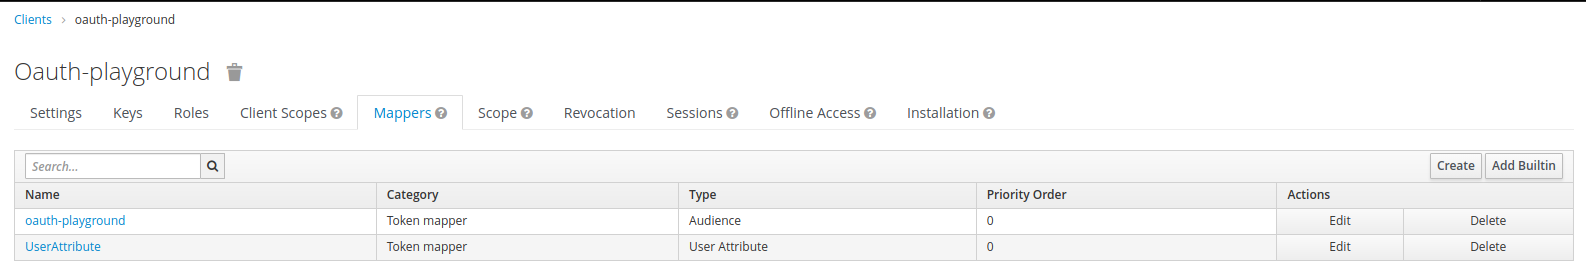 Clients > oauth-playground
Oauth-playground
Settings Keys Roles Client Scopes ? Mappers ? Scope ? Revocation Sessions ? Offline Access ? Installation ?
Search... Create Add Builtin
Name Category Type Priority Order Actions
oauth-playground Token mapper Audience 0 Edit Delete
UserAttribute Token mapper User Attribute 0 Edit Delete